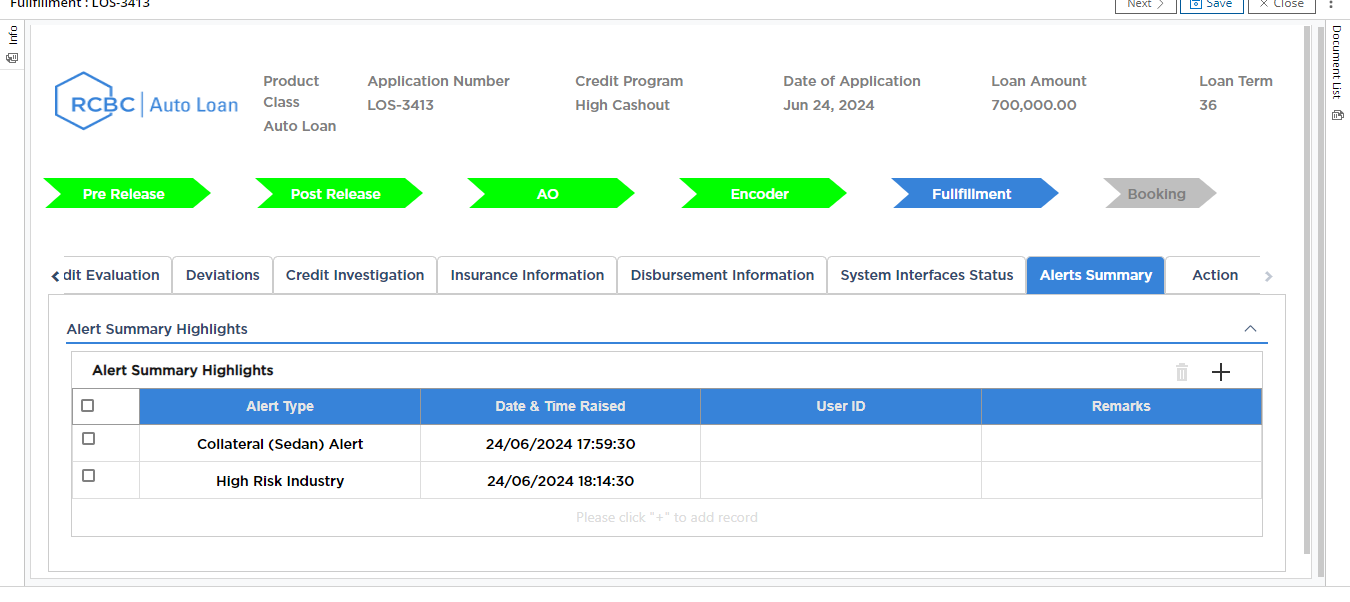 Fullfillment : LOS-3413
Next
Save
Close
Info
Document List
RCBC | Auto Loan
Product Class
Auto Loan
Application Number
LOS-3413
Credit Program
High Cashout
Date of Application
Jun 24, 2024
Loan Amount
700,000.00
Loan Term
36
Pre Release
Post Release
AO
Encoder
Fullfillment
Booking
dit Evaluation
Deviations
Credit Investigation
Insurance Information
Disbursement Information
System Interfaces Status
Alerts Summary
Action
Alert Summary Highlights
Alert Summary Highlights
Alert Type Date & Time Raised User ID Remarks
Collateral (Sedan) Alert 24/06/2024 17:59:30
High Risk Industry 24/06/2024 18:14:30
Please click "+" to add record